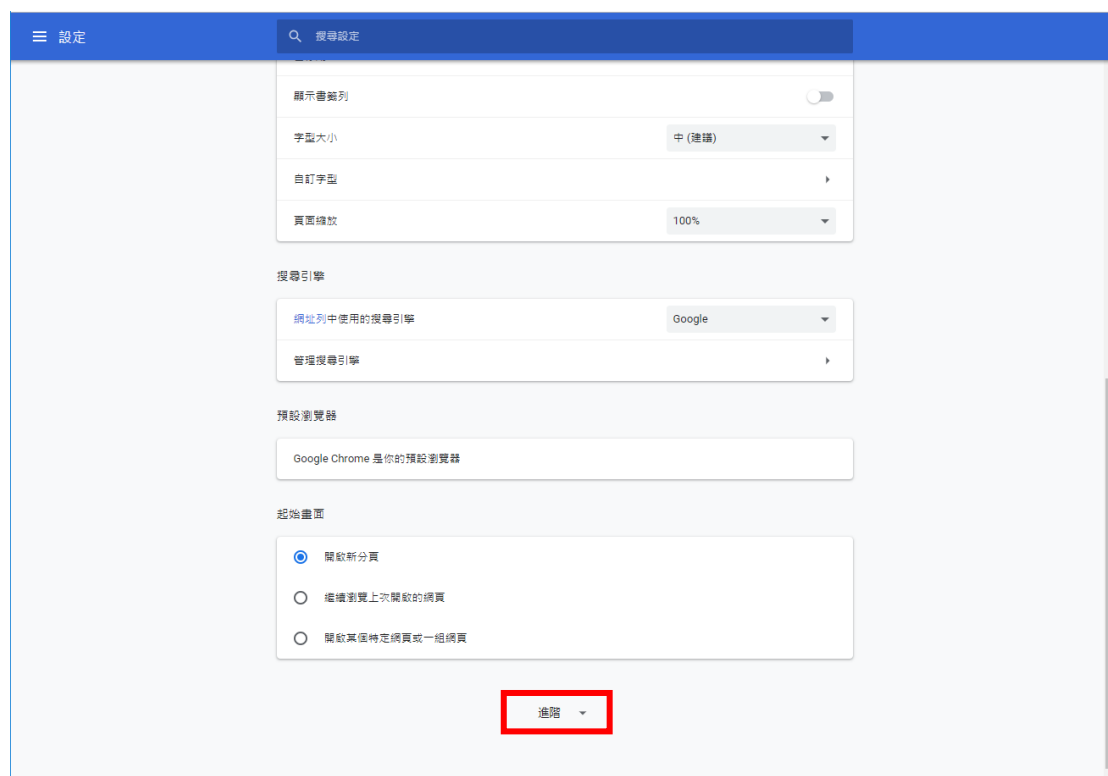 設定
搜尋設定
顯示書籤列
字型大小
中 (建議)
自訂字型
頁面縮放
100%
搜尋引擎
網址列中使用的搜尋引擎
Google
管理搜尋引擎
預設瀏覽器
Google Chrome 是你的預設瀏覽器
起始畫面
開啟新分頁
繼續瀏覽上次開啟的網頁
開啟某個特定網頁或一組網頁
進階